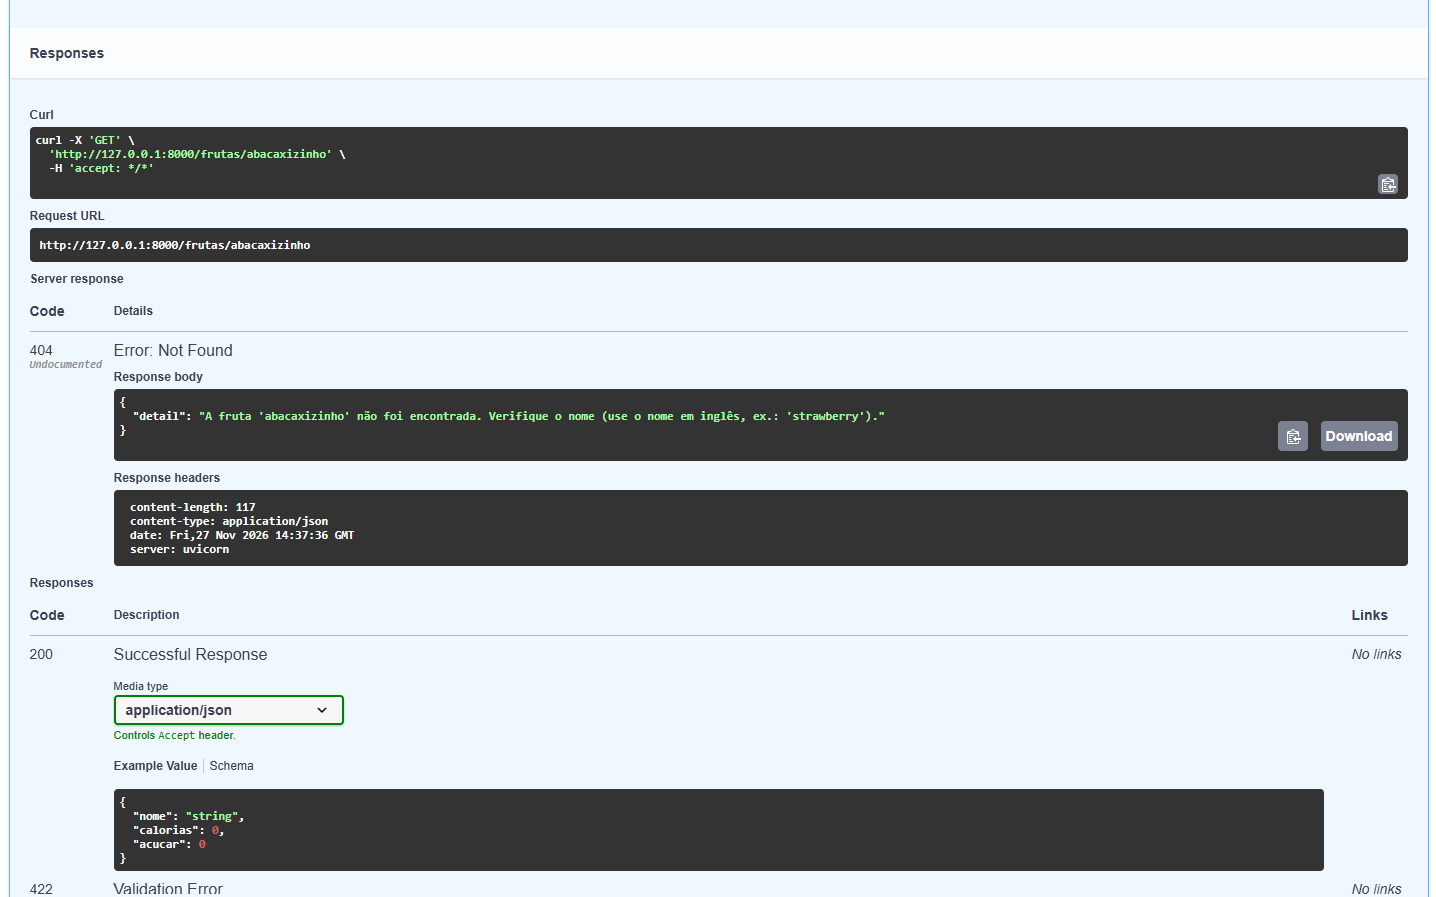 Responses
Curl
curl -X 'GET' \
  'http://127.0.0.1:8000/frutas/abacaxizinho' \
  -H 'accept: */*'
Request URL
http://127.0.0.1:8000/frutas/abacaxizinho
Server response
Code Details
404 Error: Not Found
Undocumented
Response body
{
  "detail": "A fruta 'abacaxizinho' não foi encontrada. Verifique o nome (use o nome em inglês, ex.: 'strawberry')."
}
Download
Response headers
content-length: 117
content-type: application/json
date: Fri,27 Nov 2026 14:37:36 GMT
server: uvicorn
Responses
Code Description Links
200 Successful Response No links
Media type
application/json
Controls Accept header.
Example Value Schema
{
  "nome": "string",
  "calorias": 0,
  "acucar": 0
}
422 Validation Error No links